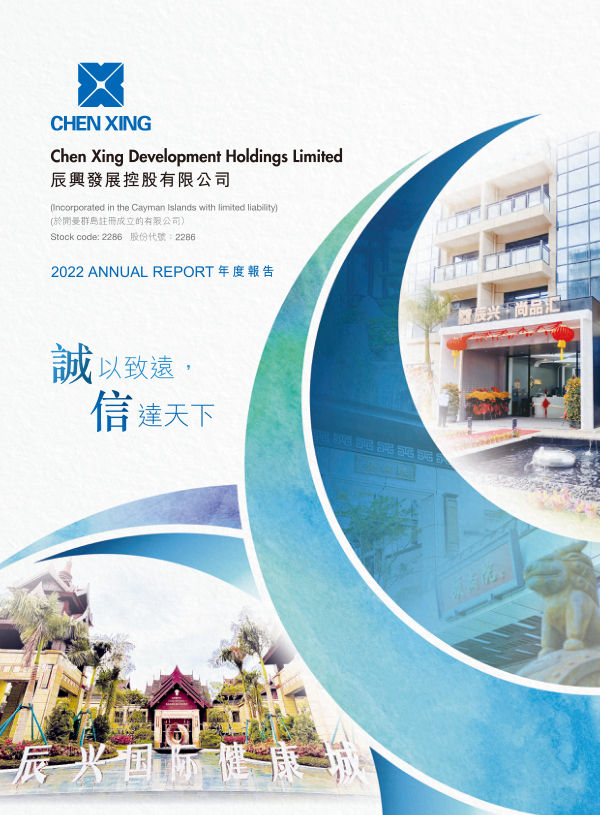 CHEN XING
Chen Xing Development Holdings Limited
辰興發展控股有限公司
(Incorporated in the Cayman Islands with limited liability)
(於開曼群島註冊成立的有限公司)
Stock code: 2286 股份代號：2286
2022 ANNUAL REPORT 年度報告
誠以致遠，
信達天下
辰兴·尚品汇
辰兴国际健康城